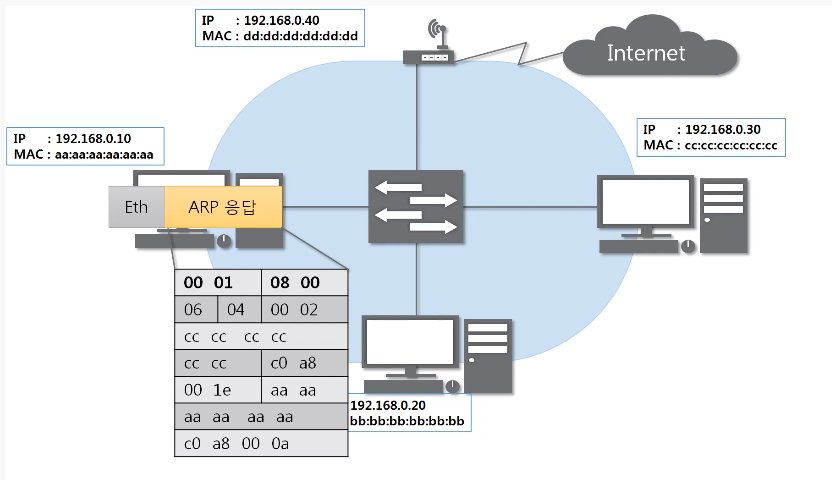 IP : 192.168.0.40
MAC : dd:dd:dd:dd:dd:dd
Internet
IP : 192.168.0.10
MAC : aa:aa:aa:aa:aa:aa
IP : 192.168.0.30
MAC : cc:cc:cc:cc:cc:cc
Eth ARP 응답
00 01 08 00
06 04 00 02
cc cc cc cc
cc cc c0 a8
00 1e aa aa
aa aa aa aa
c0 a8 00 0a
192.168.0.20
bb:bb:bb:bb:bb:bb